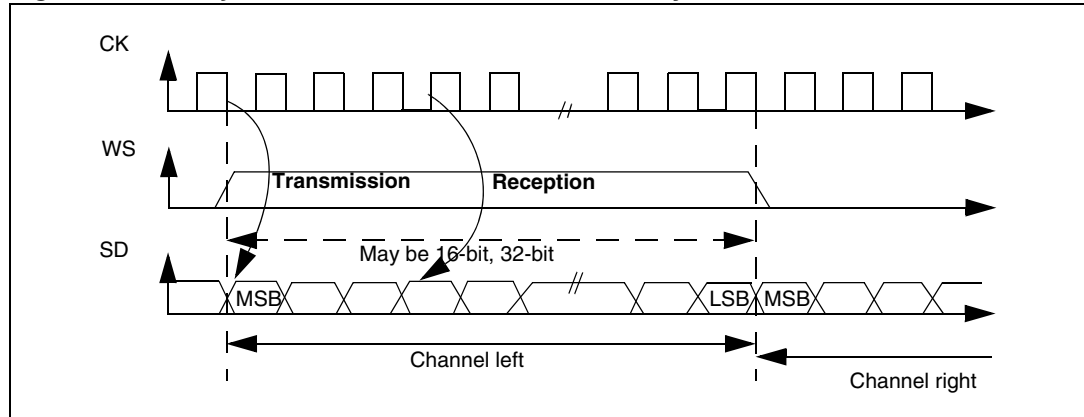 CK
WS
Transmission
Reception
SD
May be 16-bit, 32-bit
MSB
LSB
MSB
Channel left
Channel right